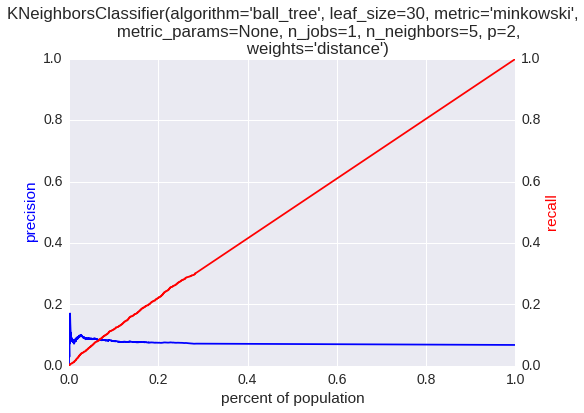 KNeighborsClassifier(algorithm='ball_tree', leaf_size=30, metric='minkowski',
metric_params=None, n_jobs=1, n_neighbors=5, p=2,
weights='distance')
1.0 1.0
0.8 0.8
0.6 0.6
precision
recall
0.4 0.4
0.2 0.2
0.0 0.0
0.0 0.2 0.4 0.6 0.8 1.0
percent of population